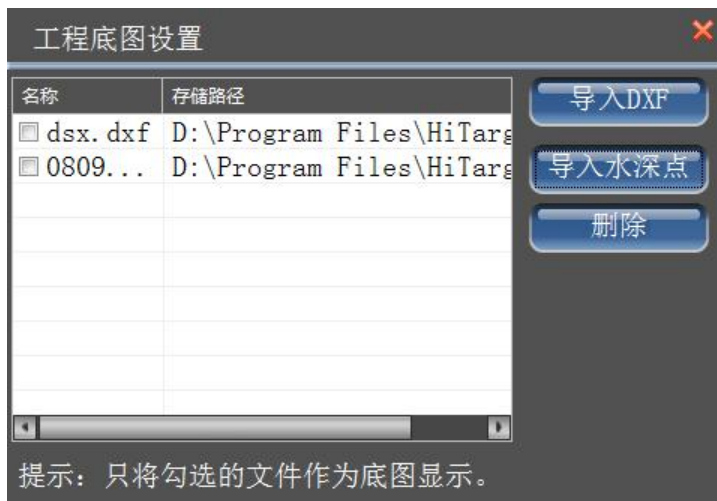 工程底图设置
名称 存储路径 导入DXF
dsx.dxf D:\Program Files\HiTarg
0809... D:\Program Files\HiTarg 导入水深点
删除
提示：只将勾选的文件作为底图显示。